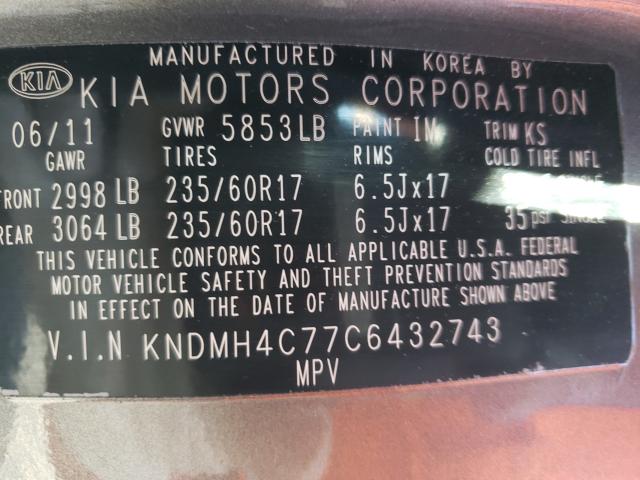 MANUFACTURED IN KOREA BY
KIA KIA MOTORS CORPORATION
06/11 GVWR 5853LB PAINT IM TRIM KS
GAWR TIRES RIMS COLD TIRE INFL
FRONT 2998 LB 235/60R17 6.5Jx17
REAR 3064 LB 235/60R17 6.5Jx17 35 psi SINGLE
THIS VEHICLE CONFORMS TO ALL APPLICABLE U.S.A. FEDERAL
MOTOR VEHICLE SAFETY AND THEFT PREVENTION STANDARDS
IN EFFECT ON THE DATE OF MANUFACTURE SHOWN ABOVE
V.I.N KNDMH4C77C6432743
MPV